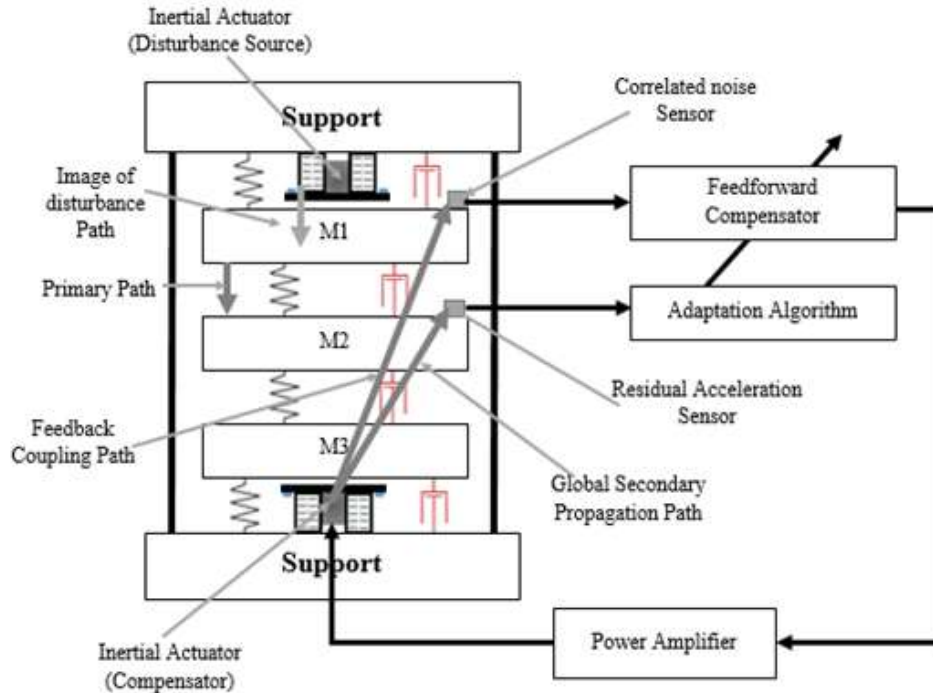 Inertial Actuator
(Disturbance Source)
Correlated noise
Sensor
Support
Image of
disturbance
Path
Feedforward
Compensator
M1
Primary Path
Adaptation Algorithm
M2
Residual Acceleration
Sensor
Feedback
Coupling Path
M3
Global Secondary
Propagation Path
Support
Power Amplifier
Inertial Actuator
(Compensator)